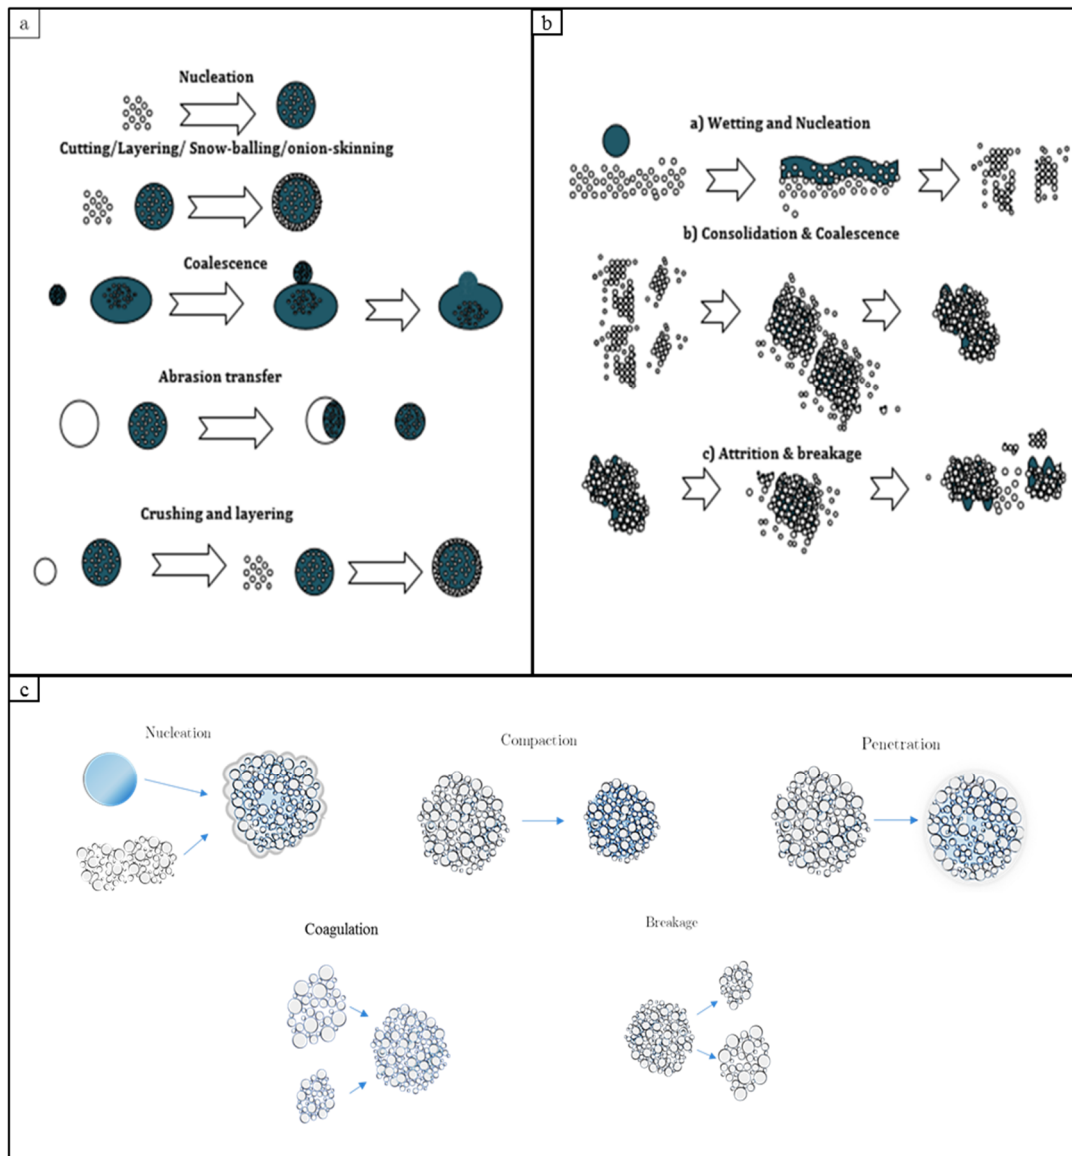 a
Nucleation
Cutting/Layering/ Snow-balling/onion-skinning
Coalescence
Abrasion transfer
Crushing and layering
b
a) Wetting and Nucleation
b) Consolidation & Coalescence
c) Attrition & breakage
c
Nucleation
Compaction
Penetration
Coagulation
Breakage